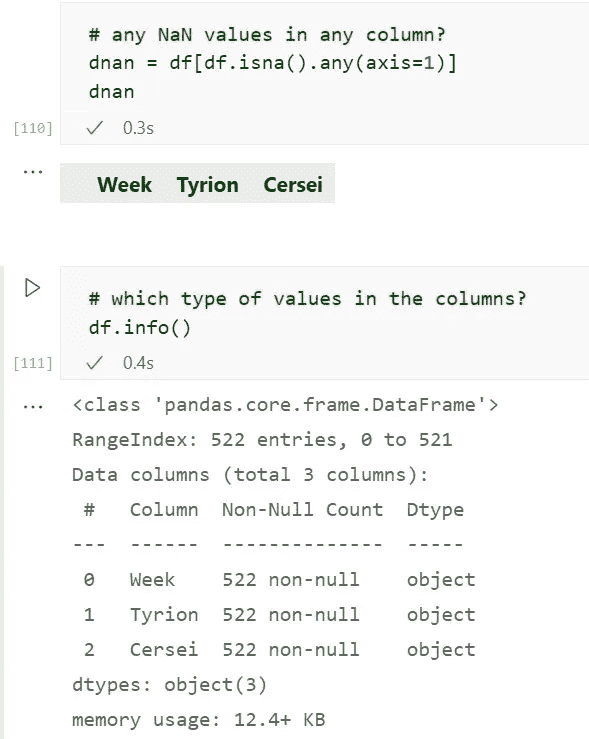 # any NaN values in any column?
dnan = df[df.isna().any(axis=1)]
dnan
[110] ✓ 0.3s
... Week Tyrion Cersei
# which type of values in the columns?
df.info()
[111] ✓ 0.4s
... <class 'pandas.core.frame.DataFrame'>
RangeIndex: 522 entries, 0 to 521
Data columns (total 3 columns):
 #   Column  Non-Null Count  Dtype
---  ------  --------------  -----
 0   Week    522 non-null    object
 1   Tyrion  522 non-null    object
 2   Cersei  522 non-null    object
dtypes: object(3)
memory usage: 12.4+ KB